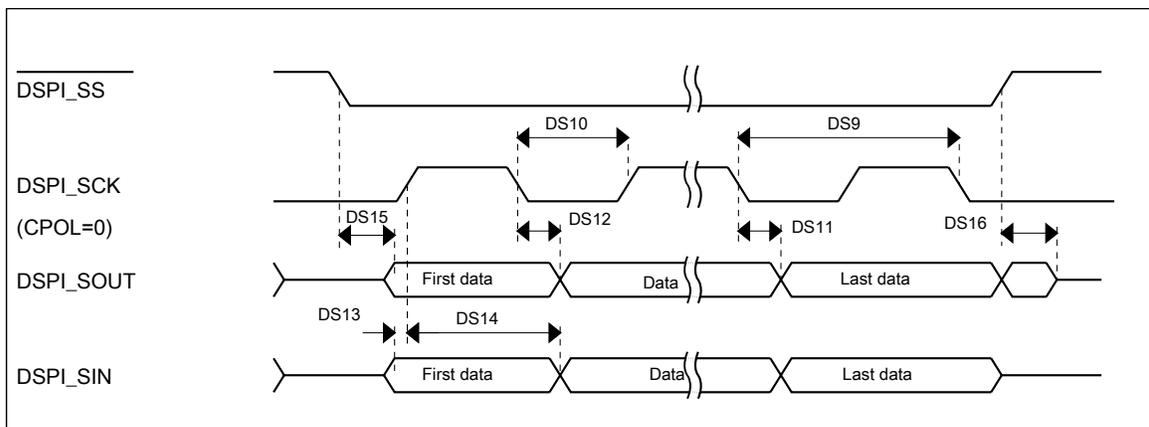 DSPI_SS
DS10
DS9
DSPI_SCK
(CPOL=0)
DS15
DS12
DS11
DS16
DSPI_SOUT
First data
Data
Last data
DS13
DS14
DSPI_SIN
First data
Data
Last data